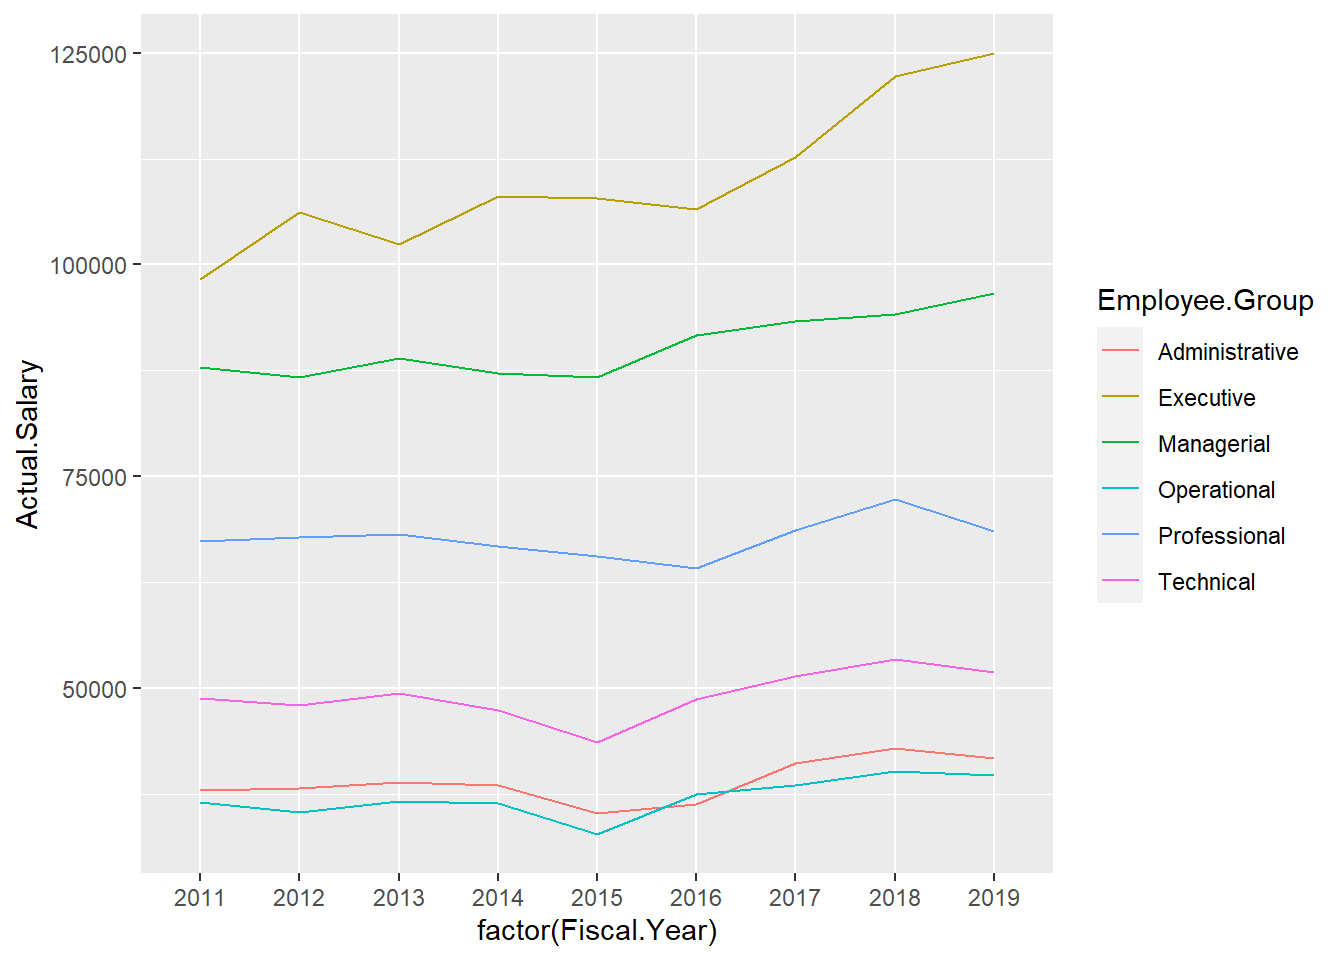 125000
100000
75000
50000
Actual.Salary
2011 2012 2013 2014 2015 2016 2017 2018 2019
factor(Fiscal.Year)
Employee.Group
Administrative
Executive
Managerial
Operational
Professional
Technical